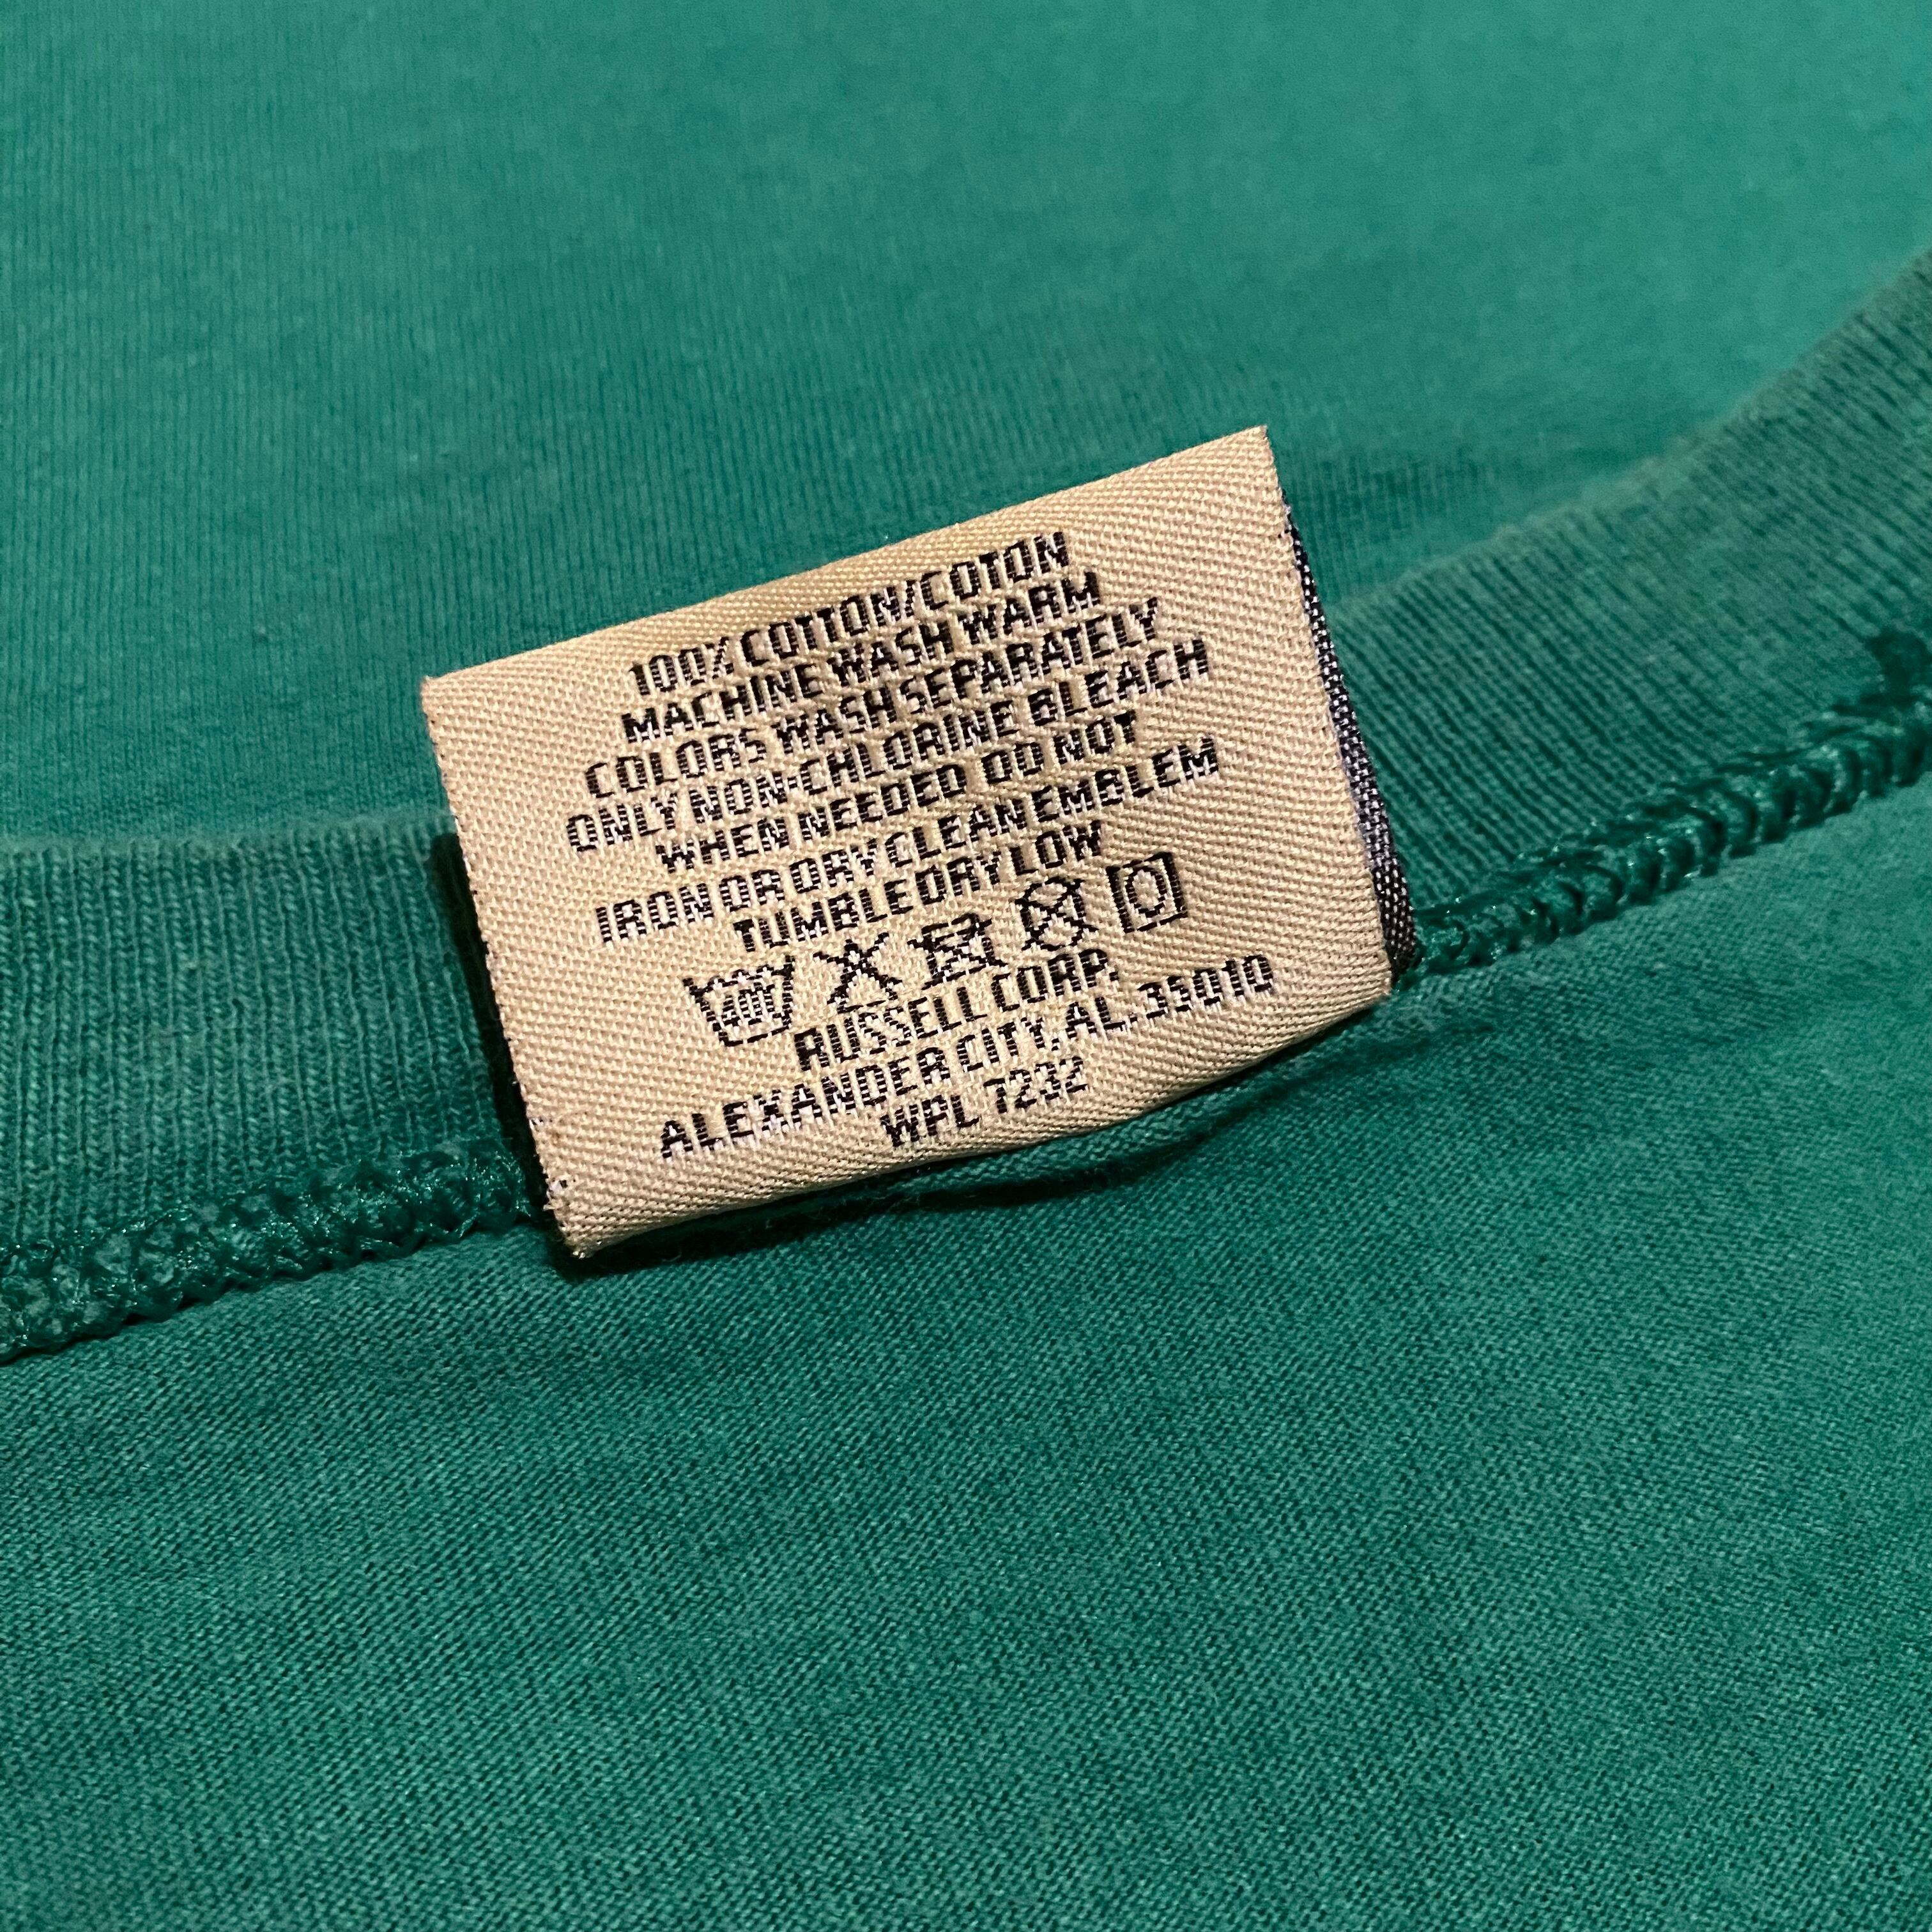 100% COTTON/COTON
MACHINE WASH WARM
COLORS WASH SEPARATELY
ONLY NON-CHLORINE BLEACH
WHEN NEEDED DO NOT
IRON OR DRY CLEAN EMBLEM
TUMBLE DRY LOW
RUSSELL CORP.
ALEXANDER CITY, AL. 35010
WPL 7232